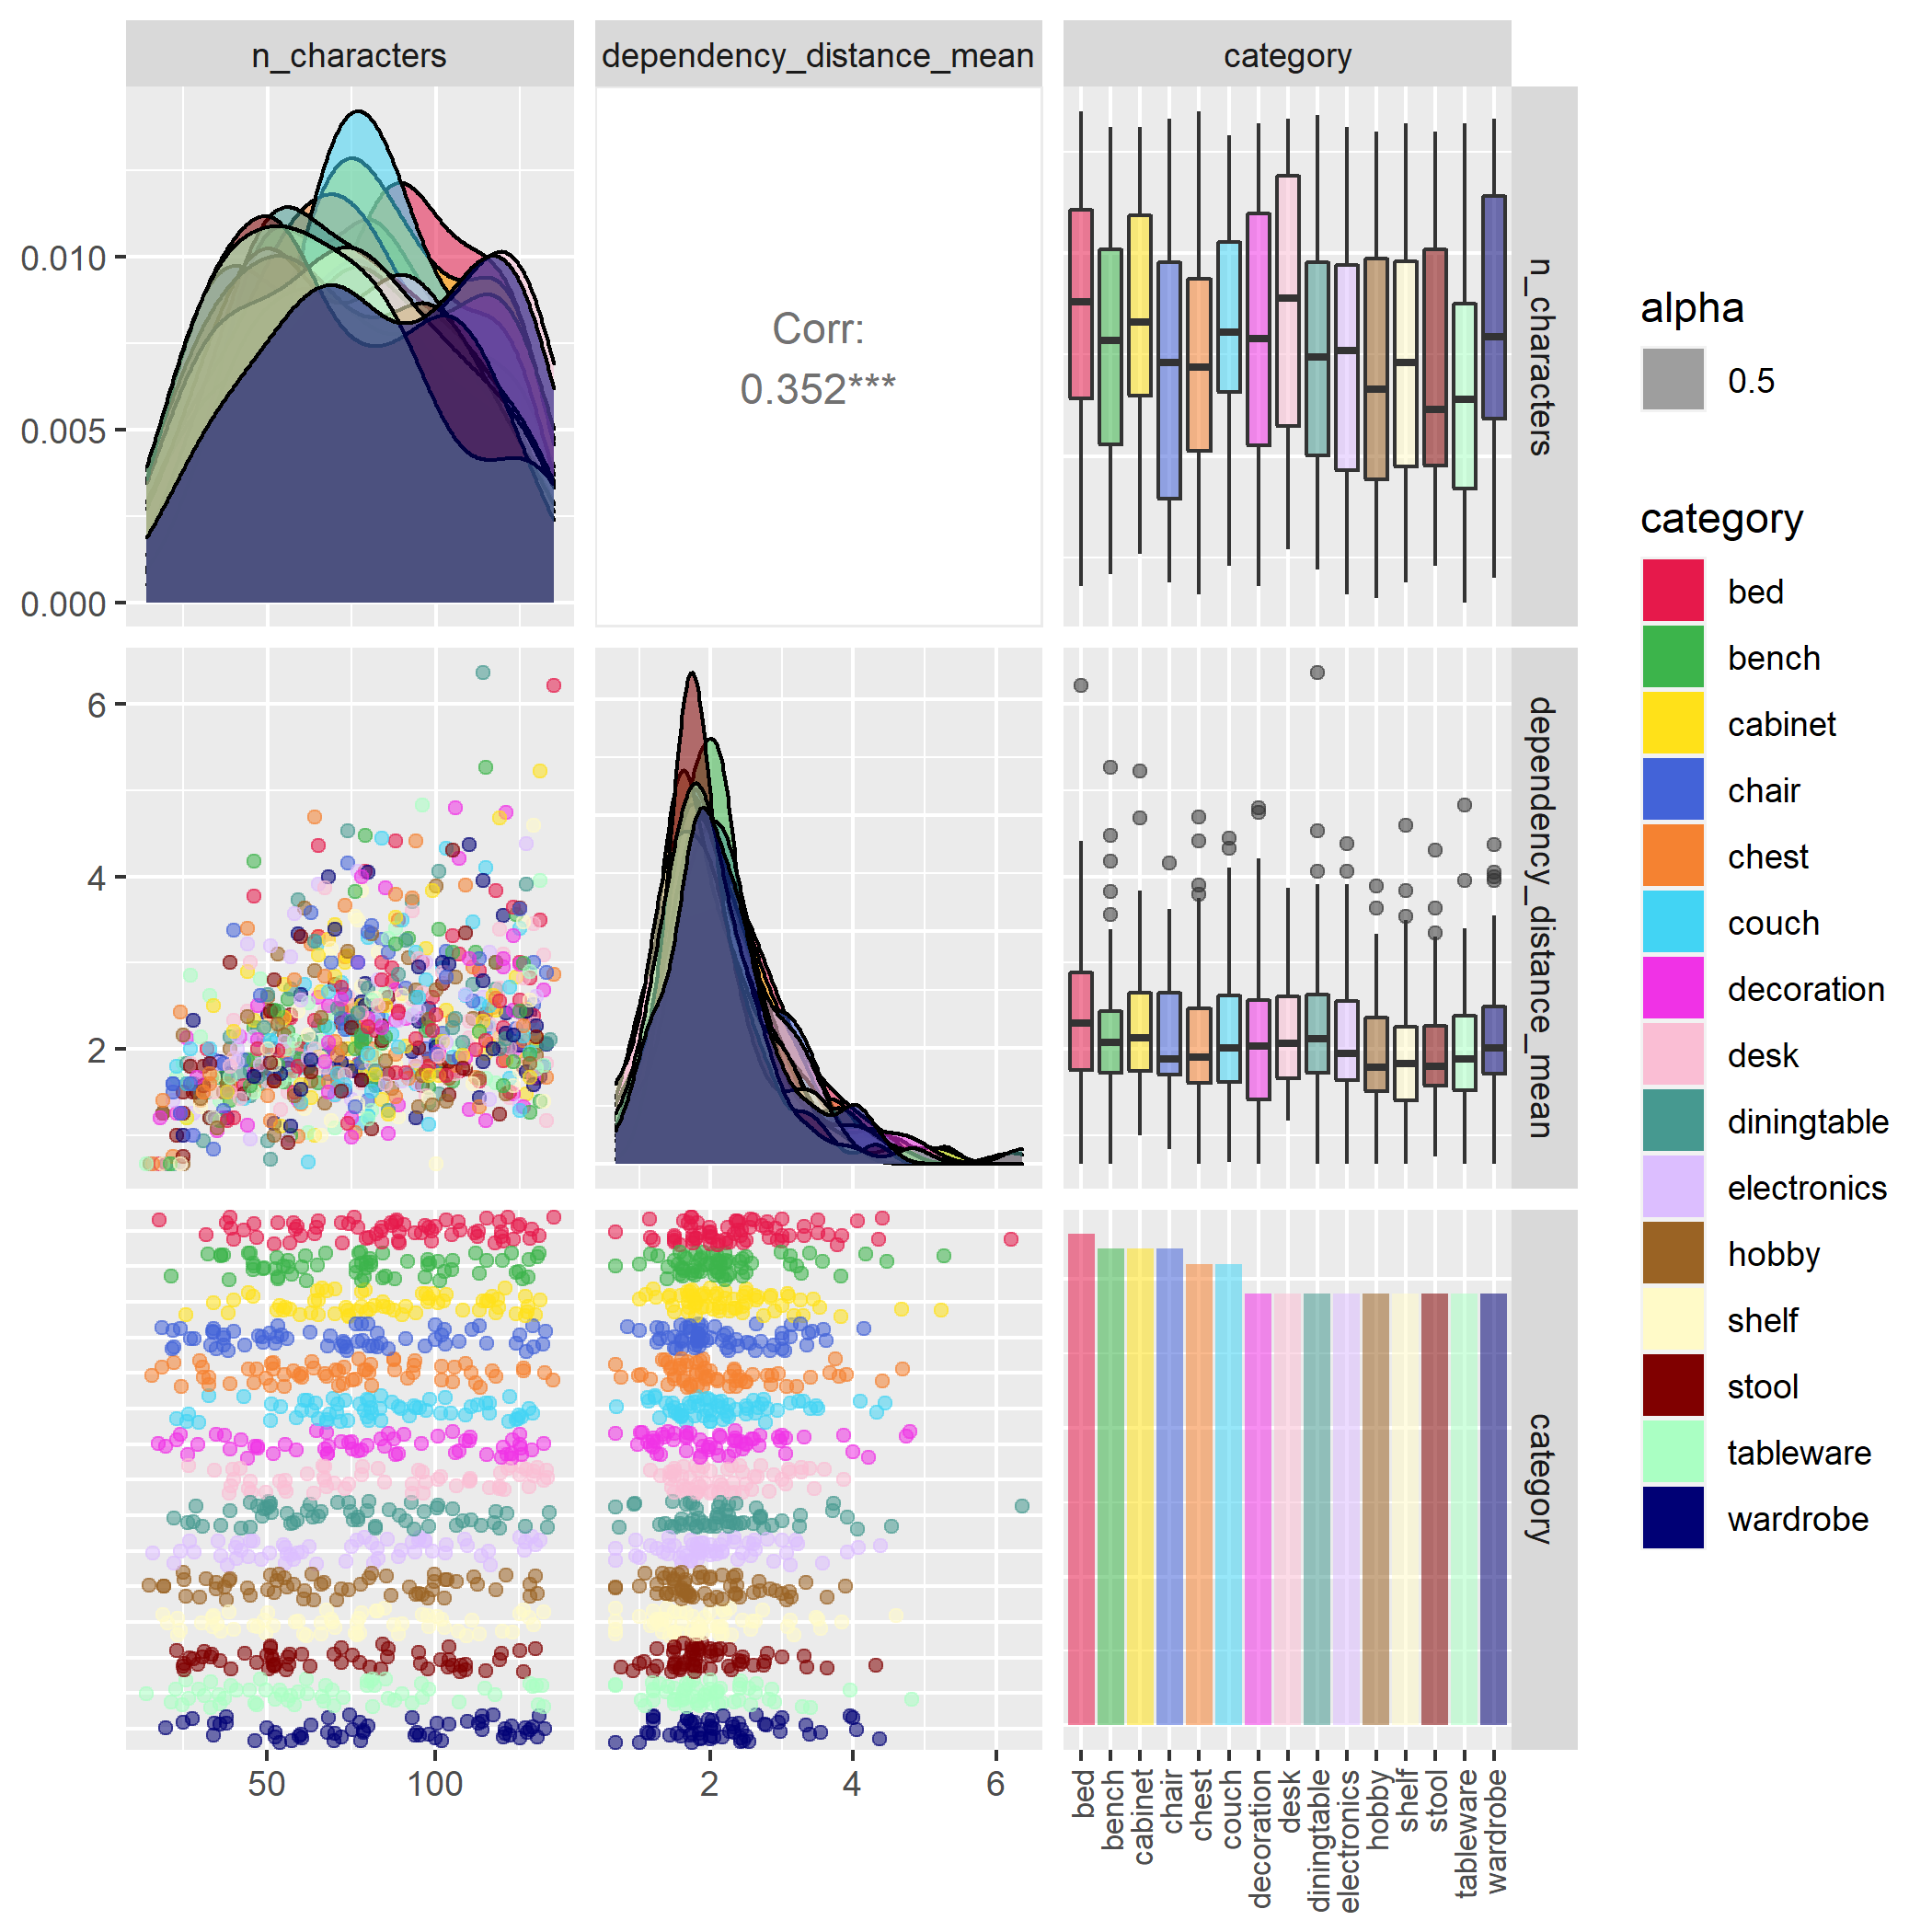 n_characters
dependency_distance_mean
category
0.010
0.005
0.000
Corr:
0.352***
n_characters
6
4
2
dependency_distance_mean
category
50
100
2
4
6
bed
bench
cabinet
chair
chest
couch
decoration
desk
diningtable
electronics
hobby
shelf
stool
tableware
wardrobe
alpha
0.5
category
bed
bench
cabinet
chair
chest
couch
decoration
desk
diningtable
electronics
hobby
shelf
stool
tableware
wardrobe